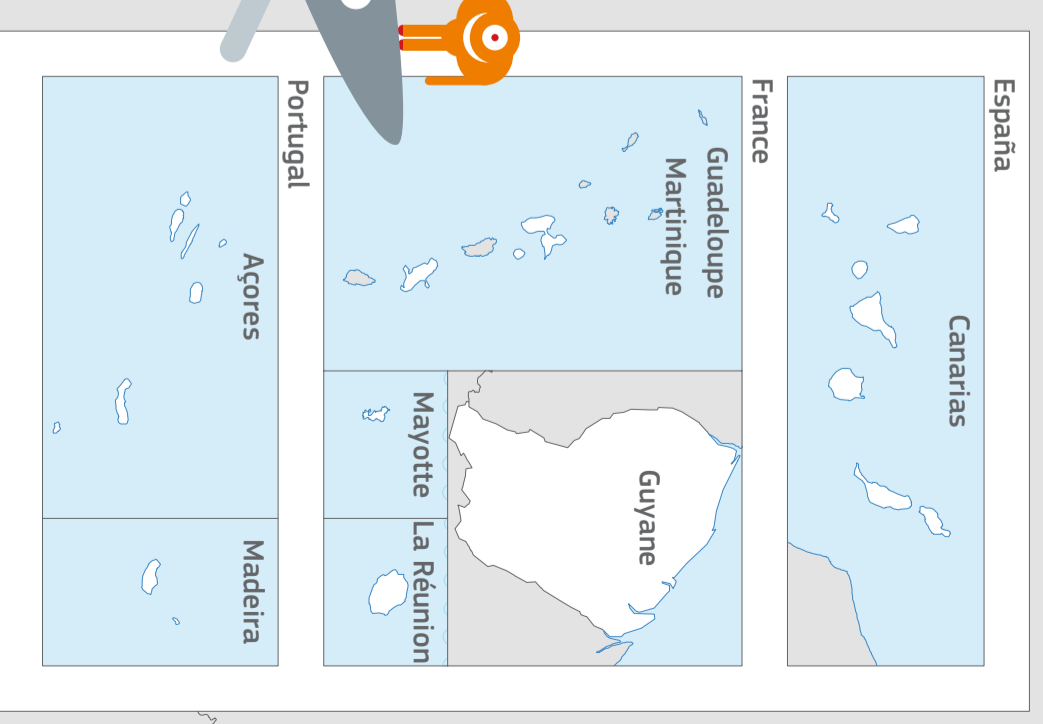 España
Canarias
France
Guadeloupe
Martinique
Guyane
Mayotte
La Réunion
Portugal
Açores
Madeira